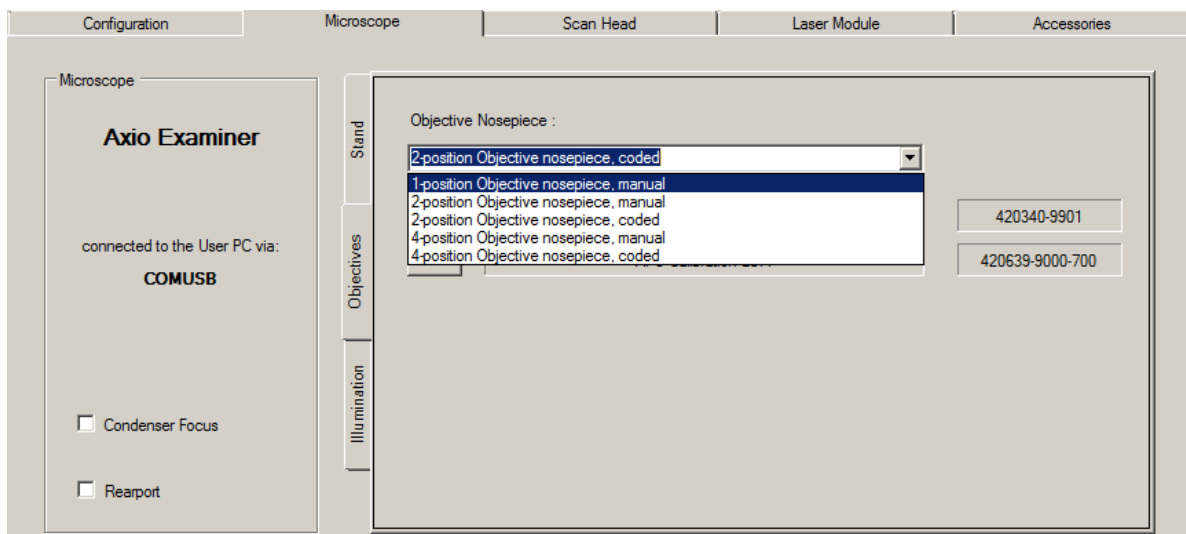 Configuration
Microscope
Scan Head
Laser Module
Accessories
Microscope
Axio Examiner
connected to the User PC via:
COMUSB
Condenser Focus
Rearport
Stand
Objectives
Illumination
Objective Nosepiece :
2-position Objective nosepiece, coded
1-position Objective nosepiece, manual
2-position Objective nosepiece, manual
2-position Objective nosepiece, coded
4-position Objective nosepiece, manual
4-position Objective nosepiece, coded
420340-9901
420639-9000-700